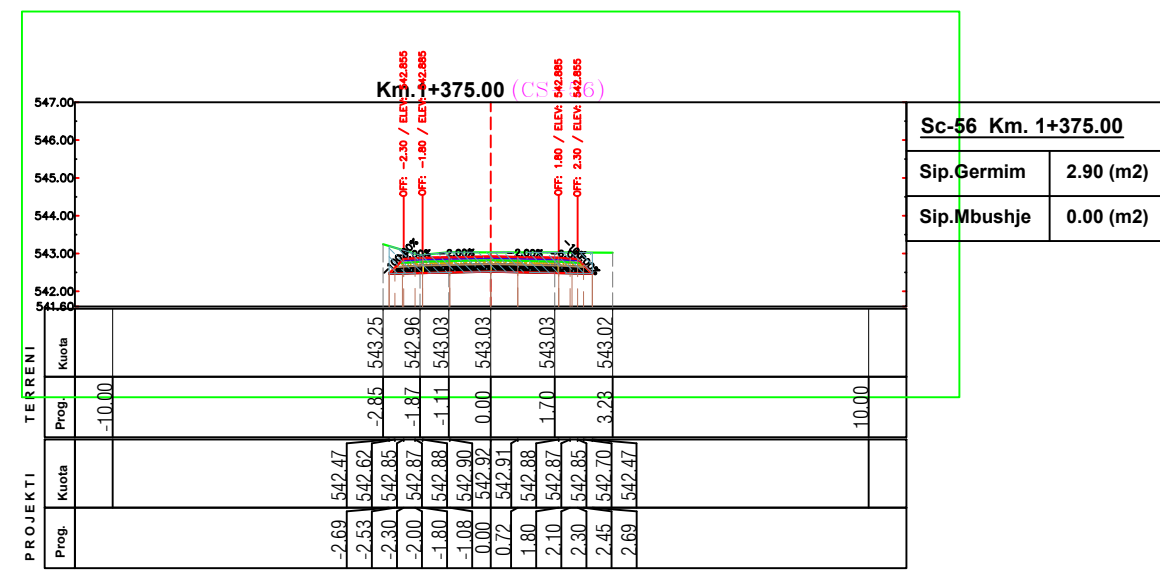 Km.1+375.00 (CS-56)
OFF: -2.30 / ELEV: 542.855
OFF: -1.80 / ELEV: 542.885
OFF: 1.80 / ELEV: 542.885
OFF: 2.30 / ELEV: 542.855
547.00
546.00
545.00
544.00
543.00
542.00
541.60
-2.00% -2.00%
Sc-56 Km. 1+375.00
Sip.Germim 2.90 (m2)
Sip.Mbushje 0.00 (m2)
TERRENI
Kuota 543.25 542.96 543.03 543.03 543.03 543.02
Prog. -10.00 -2.85 -1.87 -1.11 0.00 1.70 3.23 10.00
PROJEKTI
Kuota 542.47 542.62 542.85 542.87 542.88 542.90 542.92 542.91 542.88 542.87 542.85 542.70 542.47
Prog. -2.69 -2.53 -2.30 -2.00 -1.80 -1.08 0.00 0.72 1.80 2.10 2.30 2.45 2.69